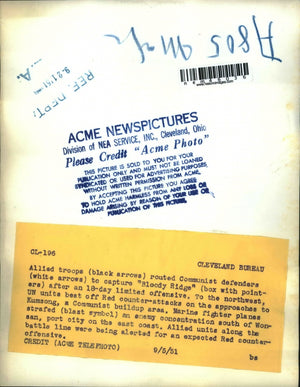 A805
REF. DEPT.
ACME NEWSPICTURES
Division of NEA SERVICE, INC., Cleveland, Ohio
Please Credit "Acme Photo"
THIS PICTURE IS SOLD TO YOU FOR YOUR
PUBLICATION ONLY AND MUST NOT BE LOANED
SYNDICATED OR USED FOR ADVERTISING PURPOSES
WITHOUT WRITTEN PERMISSION FROM ACME.
BY ACCEPTING THIS PICTURE YOU AGREE
TO HOLD ACME HARMLESS FROM ANY LOSS OR
DAMAGE ARISING BY REASON OF YOUR USE OR
PUBLICATION OF THIS PICTURE.
CL-196 CLEVELAND BUREAU
Allied troops (black arrows) routed Communist defenders
(white arrows) to capture "Bloody Ridge" (box with point-
ers) after an 18-day limited offensive. To the northwest,
UN units beat off Red counter-attacks on the approaches to
Kumsong, a Communist buildup area. Marine fighter planes
strafed (blast symbol) an enemy concentration south of Won-
san, port city on the east coast. Allied units along the
battle line were being alerted for an expected Red counter-
offensive.
CREDIT (ACME TELEPHOTO) 9/5/51 bs